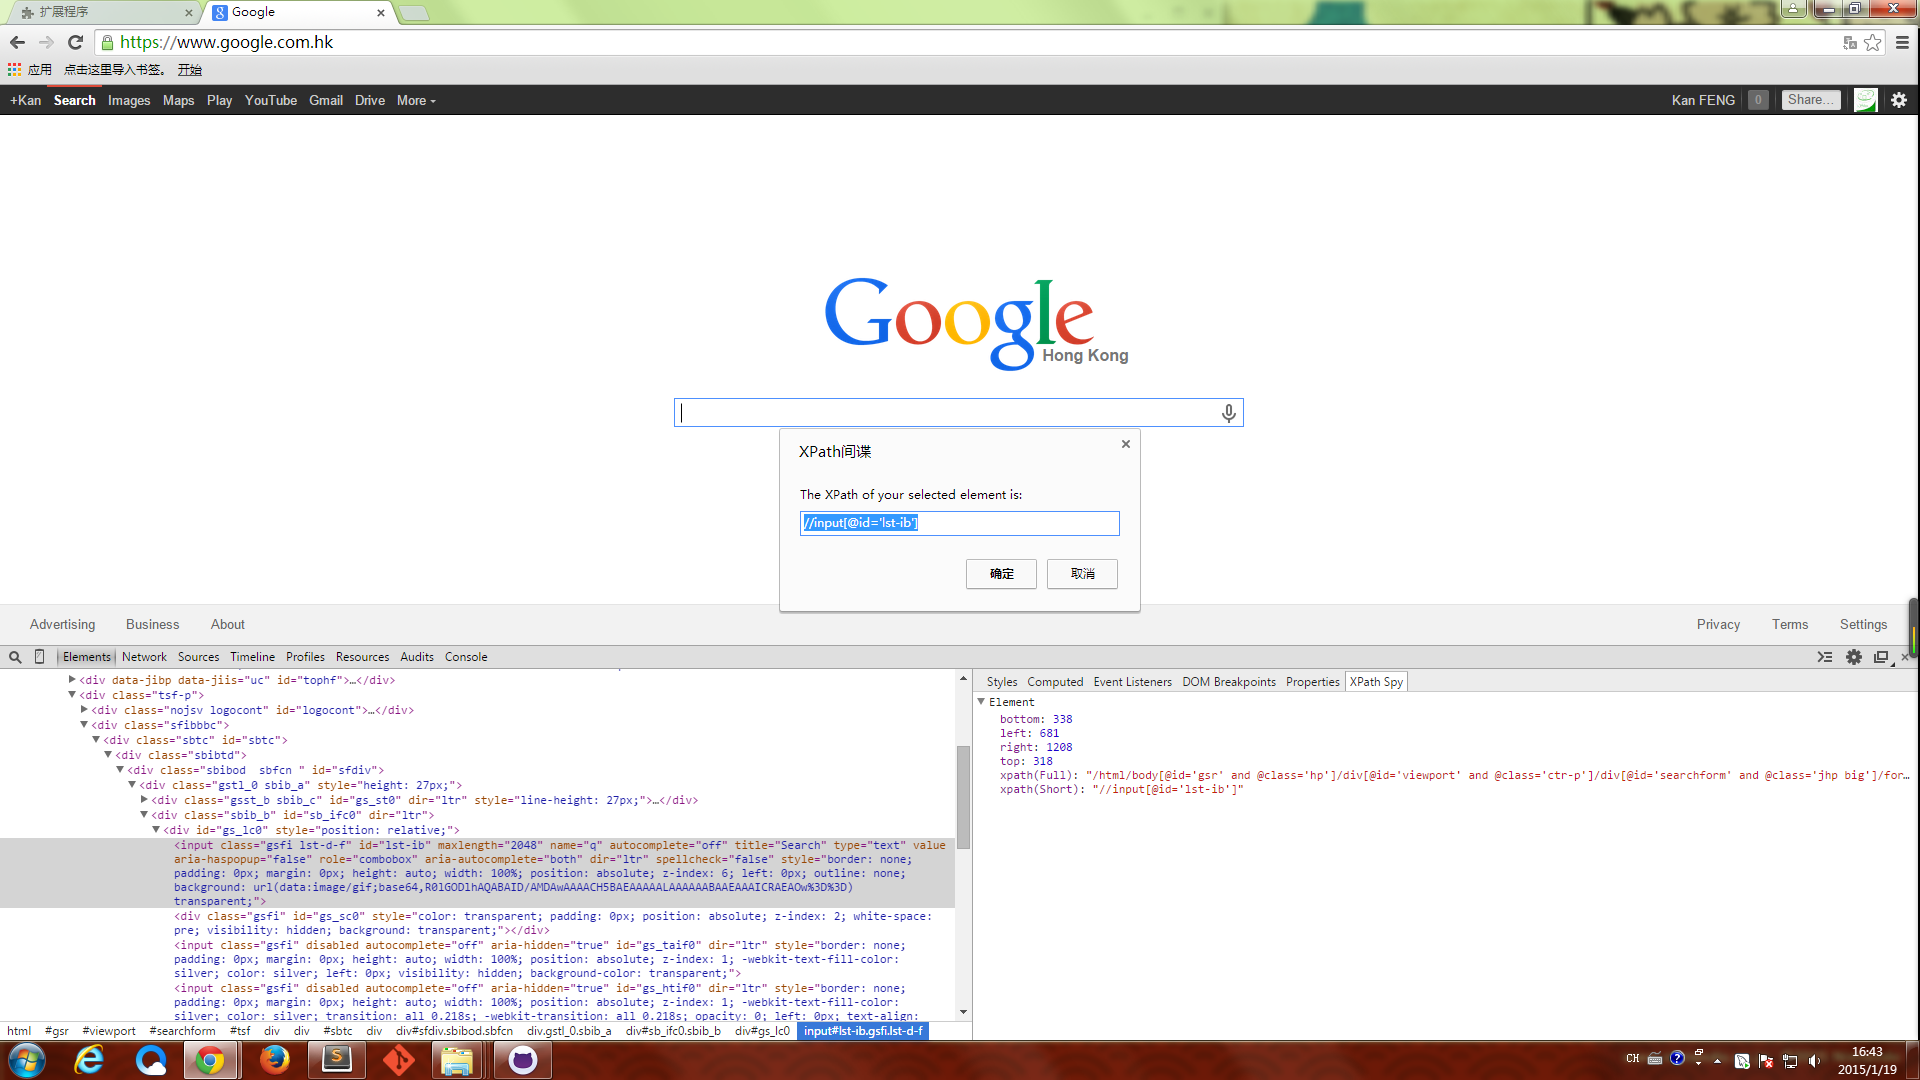 扩展程序
Google
https://www.google.com.hk
应用 点击这里导入书签。 开始
+Kan Search Images Maps Play YouTube Gmail Drive More
Kan FENG 0 Share...
Google
Hong Kong
XPath间谍
The XPath of your selected element is:
//input[@id='lst-ib']
确定 取消
Advertising Business About
Privacy Terms Settings
Elements Network Sources Timeline Profiles Resources Audits Console
<div data-jibp data-jiis="uc" id="tophf">…</div>
<div class="tsf-p">
<div class="nojsv logocont" id="logocont">…</div>
<div class="sfibbbc">
<div class="sbtc" id="sbtc">
<div class="sbibtd">
<div class="sbibod  sbfcn " id="sfdiv">
<div class="gstl_0 sbib_a" style="height: 27px;">
<div class="gsst_b sbib_c" id="gs_st0" dir="ltr" style="line-height: 27px;">…</div>
<div class="sbib_b" id="sb_ifc0" dir="ltr">
<div id="gs_lc0" style="position: relative;">
<input class="gsfi lst-d-f" id="lst-ib" maxlength="2048" name="q" autocomplete="off" title="Search" type="text" value
aria-haspopup="false" role="combobox" aria-autocomplete="both" dir="ltr" spellcheck="false" style="border: none;
padding: 0px; margin: 0px; height: auto; width: 100%; position: absolute; z-index: 6; left: 0px; outline: none;
background: url(data:image/gif;base64,R0lGODlhAQABAID/AMDAwAAAACH5BAEAAAAALAAAAAABAAEAAAICRAEAOw%3D%3D)
transparent;">
<div class="gsfi" id="gs_sc0" style="color: transparent; padding: 0px; position: absolute; z-index: 2; white-space:
pre; visibility: hidden; background: transparent;"></div>
<input class="gsfi" disabled autocomplete="off" aria-hidden="true" id="gs_taif0" dir="ltr" style="border: none;
padding: 0px; margin: 0px; height: auto; width: 100%; position: absolute; z-index: 1; -webkit-text-fill-color:
silver; color: silver; left: 0px; visibility: hidden; background-color: transparent;">
<input class="gsfi" disabled autocomplete="off" aria-hidden="true" id="gs_htif0" dir="ltr" style="border: none;
padding: 0px; margin: 0px; height: auto; width: 100%; position: absolute; z-index: 1; -webkit-text-fill-color:
silver; color: silver; transition: all 0.218s; -webkit-transition: all 0.218s; opacity: 0; left: 0px; text-align:
html #gsr #viewport #searchform #tsf div div #sbtc div div#sfdiv.sbibod.sbfcn div.gstl_0.sbib_a div#sb_ifc0.sbib_b div#gs_lc0 input#lst-ib.gsfi.lst-d-f
Styles Computed Event Listeners DOM Breakpoints Properties XPath Spy
Element
bottom: 338
left: 681
right: 1208
top: 318
xpath(Full): "/html/body[@id='gsr' and @class='hp']/div[@id='viewport' and @class='ctr-p']/div[@id='searchform' and @class='jhp big']/for…
xpath(Short): "//input[@id='lst-ib']"
CH
16:43
2015/1/19